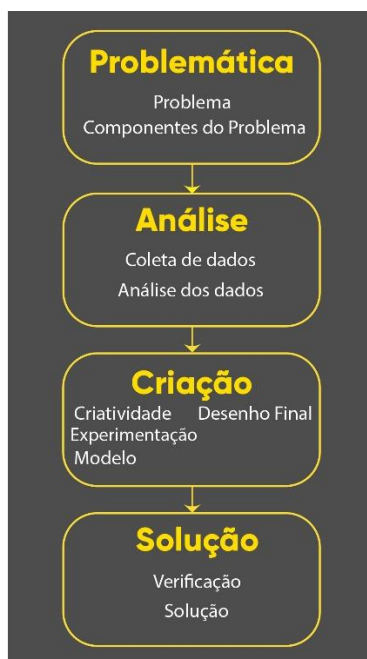 Problemática
Problema
Componentes do Problema
Análise
Coleta de dados
Análise dos dados
Criação
Criatividade Desenho Final
Experimentação
Modelo
Solução
Verificação
Solução